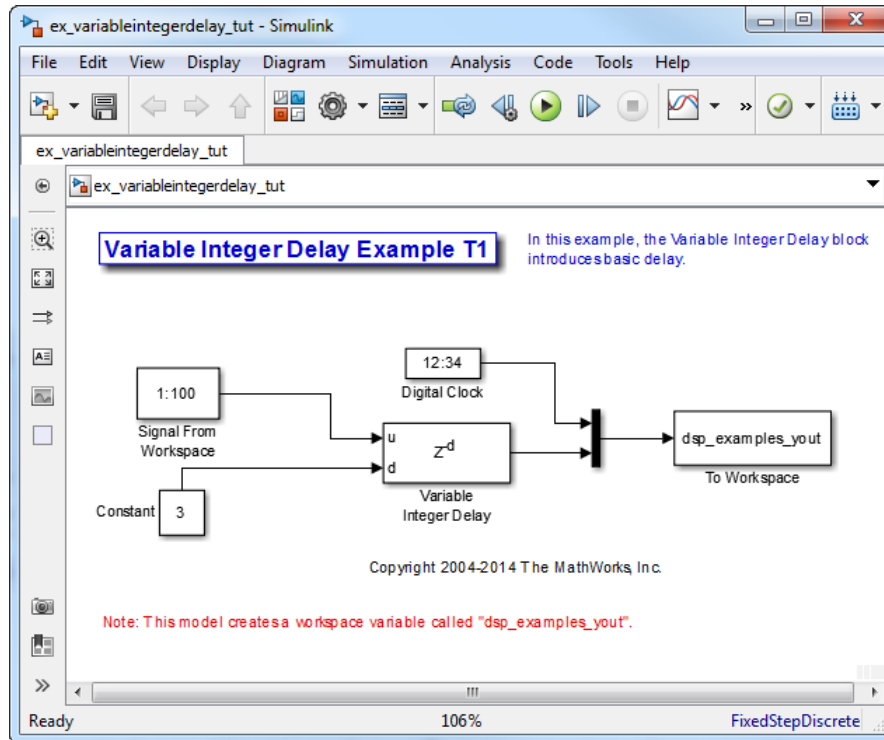 ex_variableintegerdelay_tut - Simulink
File Edit View Display Diagram Simulation Analysis Code Tools Help
»
ex_variableintegerdelay_tut
ex_variableintegerdelay_tut
Variable Integer Delay Example T1
In this example, the Variable Integer Delay block
introduces basic delay.
12:34
Digital Clock
1:100
Signal From
Workspace
u
d
Z-d
Variable
Integer Delay
dsp_examples_yout
To Workspace
Constant
3
Copyright 2004-2014 The MathWorks, Inc.
Note: This model creates a workspace variable called "dsp_examples_yout".
Ready 106% FixedStepDiscrete